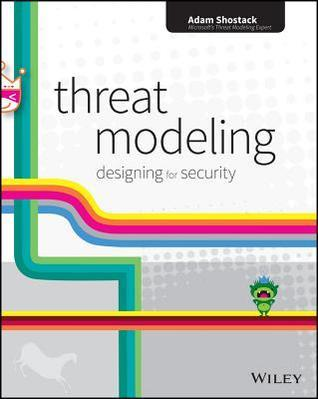 Adam Shostack
Microsoft's Threat Modeling Expert
threat
modeling
designing for security
WILEY